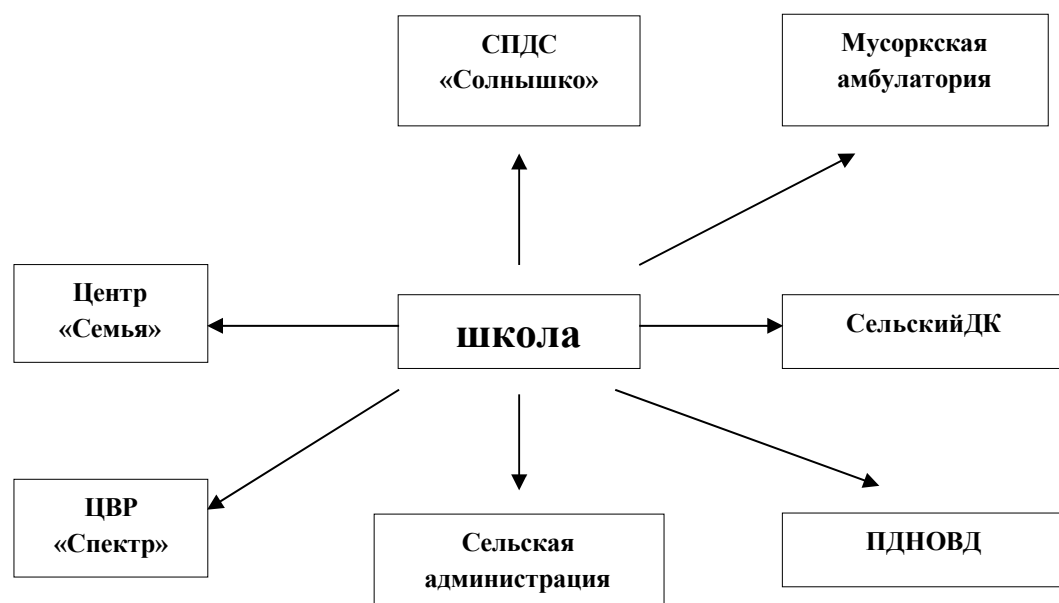 СПДС
«Солнышко»
Мусоркская
амбулатория
Центр
«Семья»
школа
СельскийДК
ЦВР
«Спектр»
Сельская
администрация
ПДНОВД